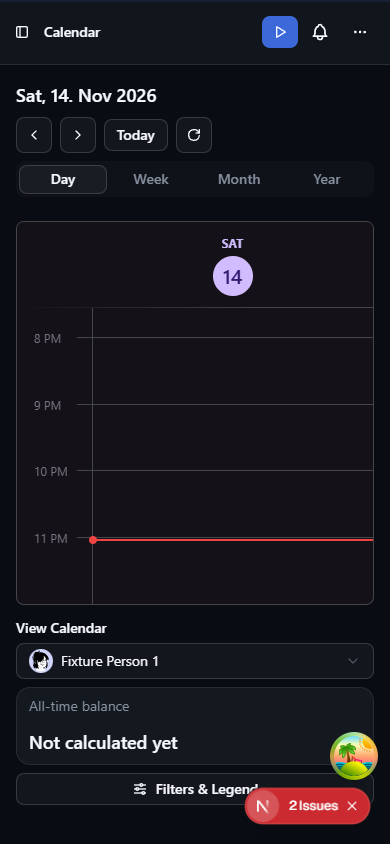 Calendar
Sat, 14. Nov 2026
Today
Day Week Month Year
SAT
14
8 PM
9 PM
10 PM
11 PM
View Calendar
Fixture Person 1
All-time balance
Not calculated yet
Filters & Legend
N 2 Issues